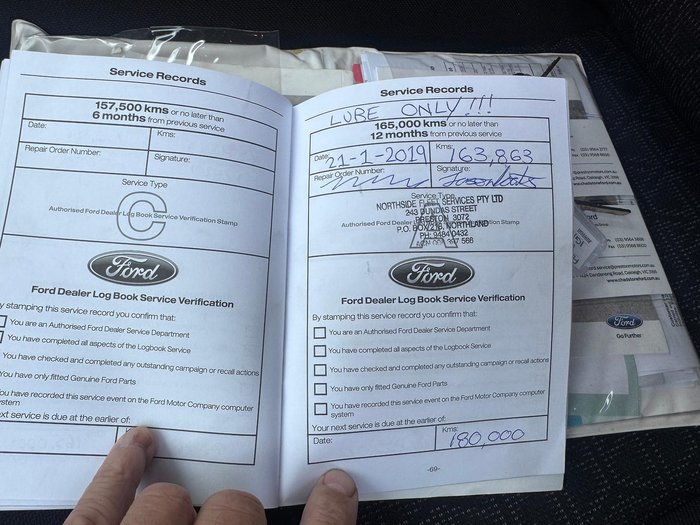 Service Records
157,500 kms or no later than
6 months from previous service
Date:
Kms:
Repair Order Number:
Signature:
Service Type
C
Authorised Ford Dealer Log Book Service Verification Stamp
Ford
Ford Dealer Log Book Service Verification
By stamping this service record you confirm that:
You are an Authorised Ford Dealer Service Department
You have completed all aspects of the Logbook Service
You have checked and completed any outstanding campaign or recall actions
You have only fitted Genuine Ford Parts
You have recorded this service event on the Ford Motor Company computer
system
next service is due at the earlier of:
Service Records
LUBE ONLY!!!
165,000 kms or no later than
12 months from previous service
Date: 21-1-2019
Kms: 163,863
Repair Order Number:
Signature:
Service Type
A
Authorised Ford Dealer Log Book Service Verification Stamp
NORTHSIDE FLEET SERVICES PTY LTD
243 DUNDAS STREET
PRESTON 3072
P.O. BOX 218, NORTHLAND
PH: 9484 0432
Ford
Ford Dealer Log Book Service Verification
By stamping this service record you confirm that:
You are an Authorised Ford Dealer Service Department
You have completed all aspects of the Logbook Service
You have checked and completed any outstanding campaign or recall actions
You have only fitted Genuine Ford Parts
You have recorded this service event on the Ford Motor Company computer
system
Your next service is due at the earlier of:
Date:
Kms:
180,000
-69-
Ford
Go Further